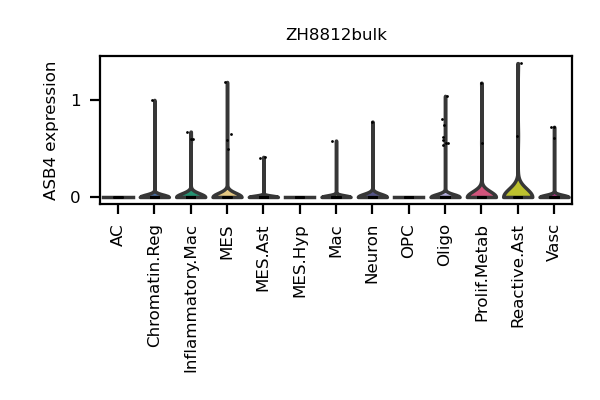 ZH8812bulk
ASB4 expression
1
0
AC
Chromatin.Reg
Inflammatory.Mac
MES
MES.Ast
MES.Hyp
Mac
Neuron
OPC
Oligo
Prolif.Metab
Reactive.Ast
Vasc